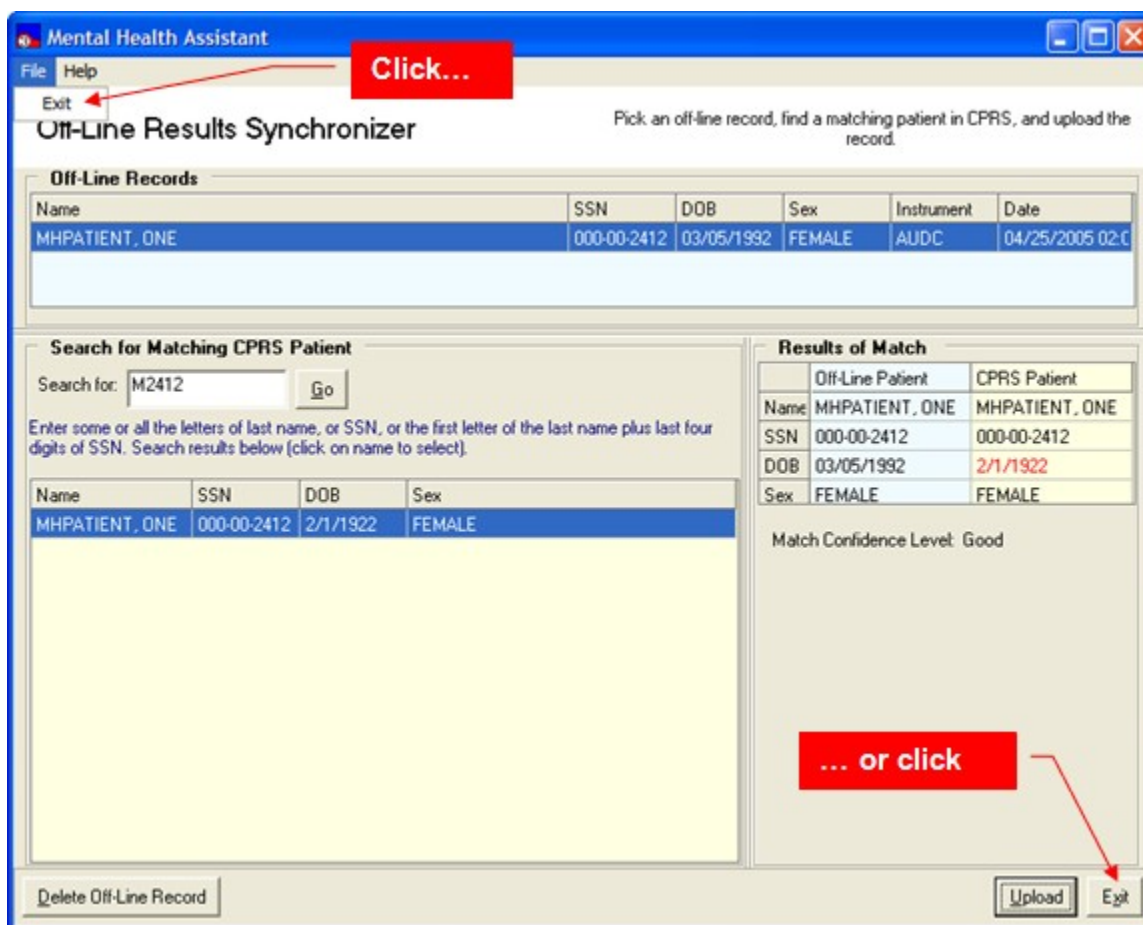 Mental Health Assistant
File Help
Click...
Exit
Off-Line Results Synchronizer
Pick an off-line record, find a matching patient in CPRS, and upload the
record.
Off-Line Records
Name SSN DOB Sex Instrument Date
MHPATIENT, ONE 000-00-2412 03/05/1992 FEMALE AUDC 04/25/2005 02:0
Search for Matching CPRS Patient
Search for: M2412 Go
Enter some or all the letters of last name, or SSN, or the first letter of the last name plus last four
digits of SSN. Search results below (click on name to select).
Name SSN DOB Sex
MHPATIENT, ONE 000-00-2412 2/1/1922 FEMALE
Results of Match
Off-Line Patient CPRS Patient
Name MHPATIENT, ONE MHPATIENT, ONE
SSN 000-00-2412 000-00-2412
DOB 03/05/1992 2/1/1922
Sex FEMALE FEMALE
Match Confidence Level: Good
... or click
Delete Off-Line Record Upload Exit